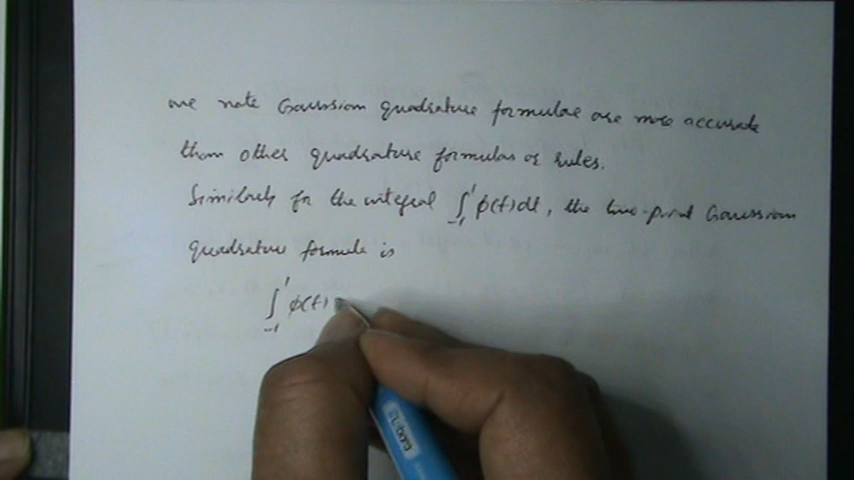 we note Gaussian quadrature formulae are more accurate
than other quadrature formulas or rules.
Similarly for the integral ∫₋₁¹ φ(t)dt, the two-point Gaussian
quadrature formula is
∫₋₁¹ φ(t)